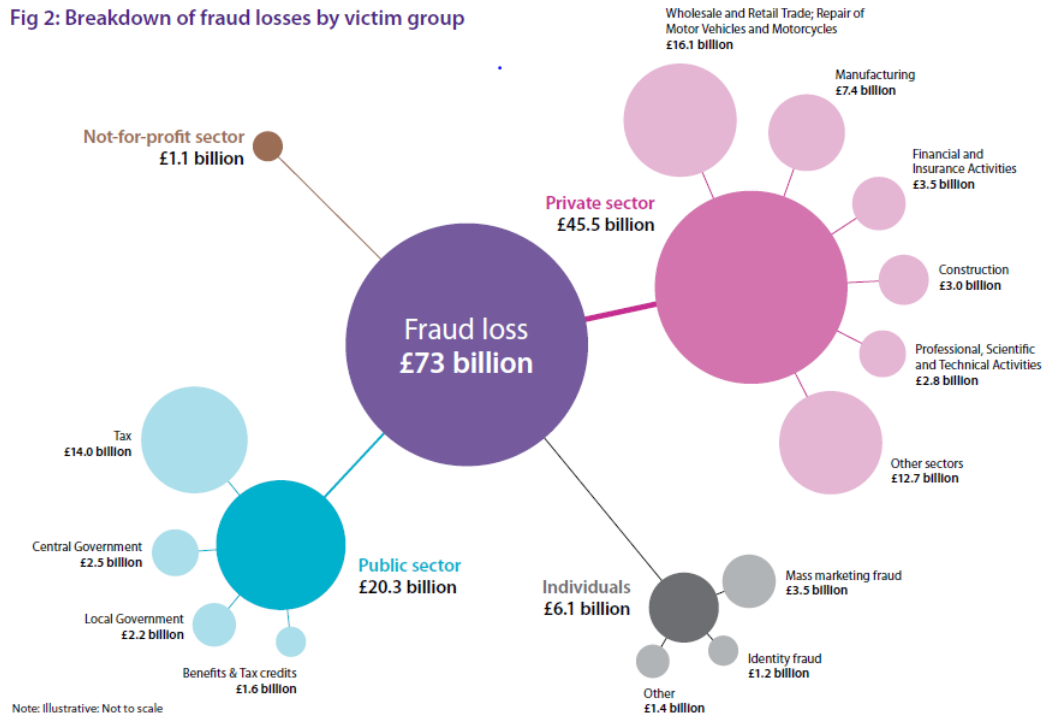 Fig 2: Breakdown of fraud losses by victim group
Wholesale and Retail Trade; Repair of
Motor Vehicles and Motorcycles
£16.1 billion
Manufacturing
£7.4 billion
Not-for-profit sector
£1.1 billion
Financial and
Insurance Activities
£3.5 billion
Private sector
£45.5 billion
Construction
£3.0 billion
Fraud loss
£73 billion
Professional, Scientific
and Technical Activities
£2.8 billion
Tax
£14.0 billion
Other sectors
£12.7 billion
Central Government
£2.5 billion
Public sector
£20.3 billion
Individuals
£6.1 billion
Mass marketing fraud
£3.5 billion
Local Government
£2.2 billion
Identity fraud
£1.2 billion
Benefits & Tax credits
£1.6 billion
Other
£1.4 billion
Note: Illustrative: Not to scale